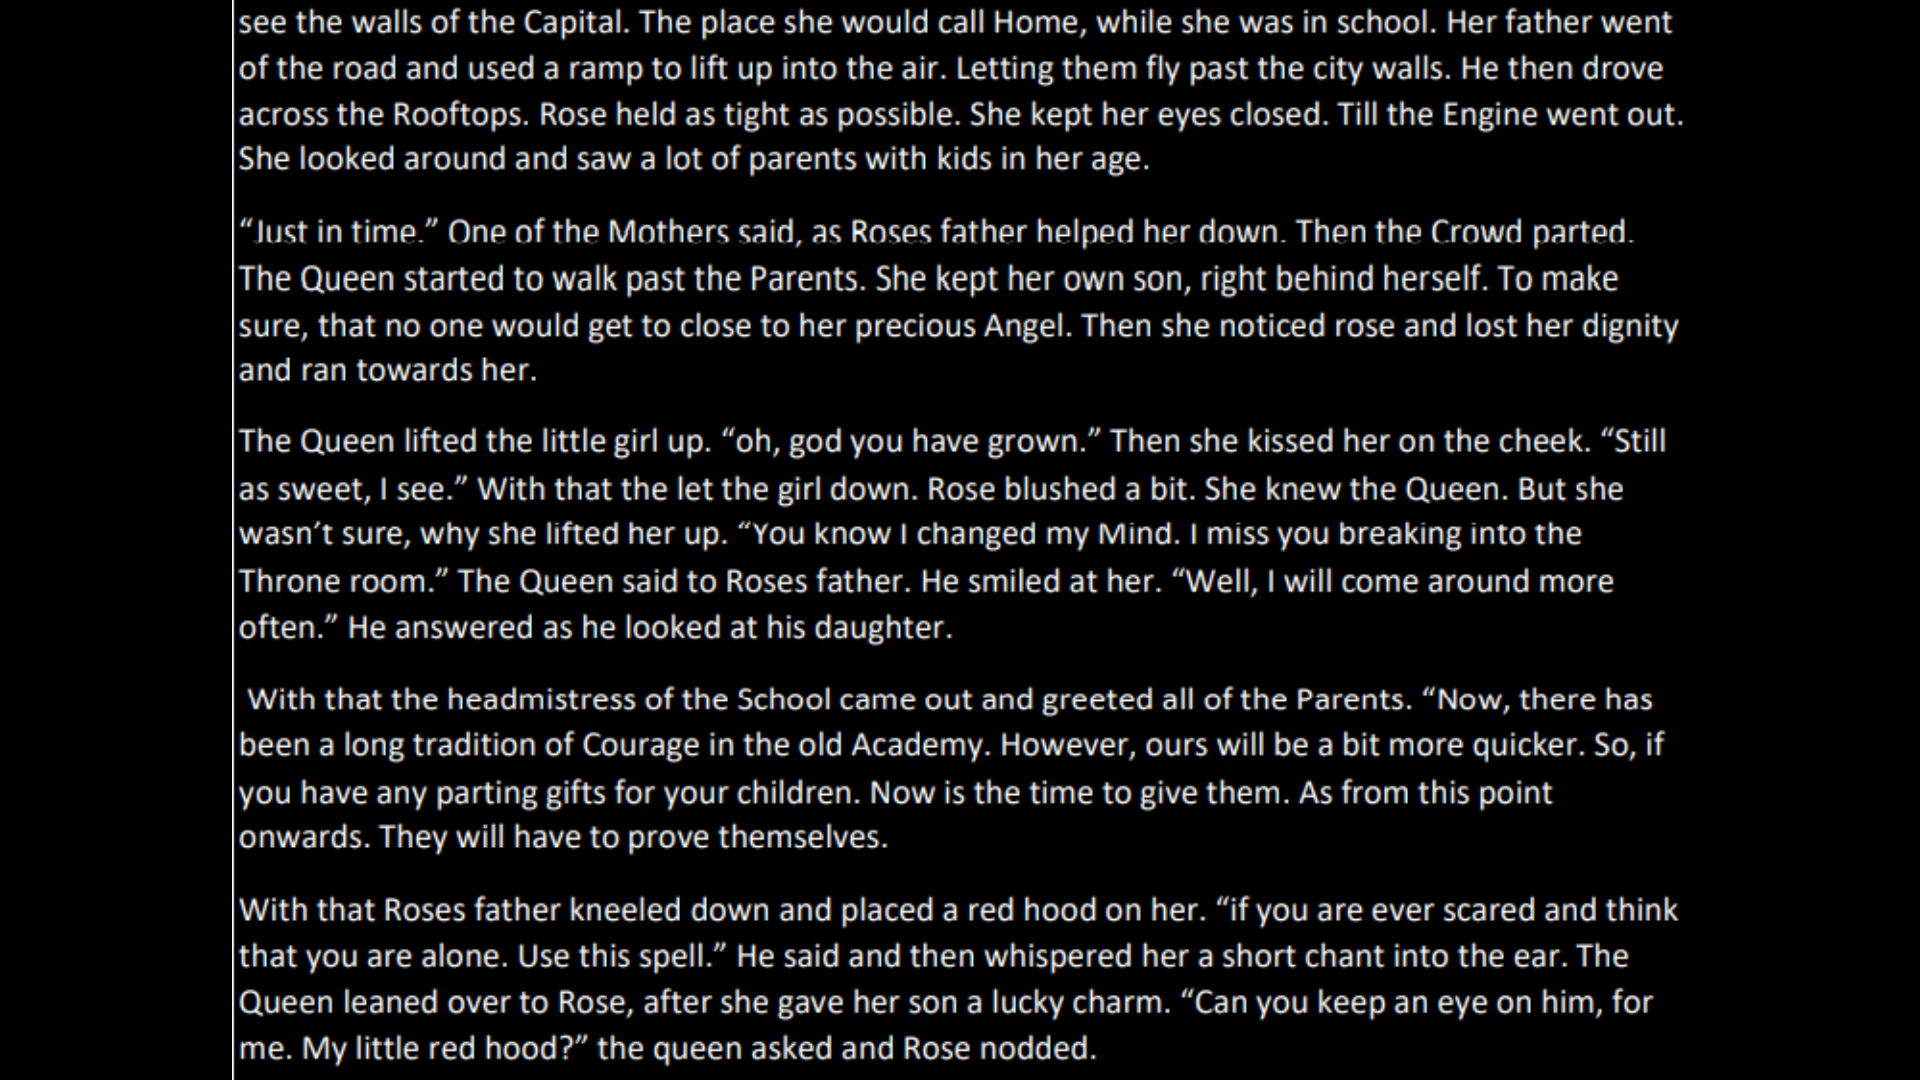 see the walls of the Capital. The place she would call Home, while she was in school. Her father went
of the road and used a ramp to lift up into the air. Letting them fly past the city walls. He then drove
across the Rooftops. Rose held as tight as possible. She kept her eyes closed. Till the Engine went out.
She looked around and saw a lot of parents with kids in her age.
“Just in time.” One of the Mothers said, as Roses father helped her down. Then the Crowd parted.
The Queen started to walk past the Parents. She kept her own son, right behind herself. To make
sure, that no one would get to close to her precious Angel. Then she noticed rose and lost her dignity
and ran towards her.
The Queen lifted the little girl up. “oh, god you have grown.” Then she kissed her on the cheek. “Still
as sweet, I see.” With that the let the girl down. Rose blushed a bit. She knew the Queen. But she
wasn’t sure, why she lifted her up. “You know I changed my Mind. I miss you breaking into the
Throne room.” The Queen said to Roses father. He smiled at her. “Well, I will come around more
often.” He answered as he looked at his daughter.
With that the headmistress of the School came out and greeted all of the Parents. “Now, there has
been a long tradition of Courage in the old Academy. However, ours will be a bit more quicker. So, if
you have any parting gifts for your children. Now is the time to give them. As from this point
onwards. They will have to prove themselves.
With that Roses father kneeled down and placed a red hood on her. “if you are ever scared and think
that you are alone. Use this spell.” He said and then whispered her a short chant into the ear. The
Queen leaned over to Rose, after she gave her son a lucky charm. “Can you keep an eye on him, for
me. My little red hood?” the queen asked and Rose nodded.